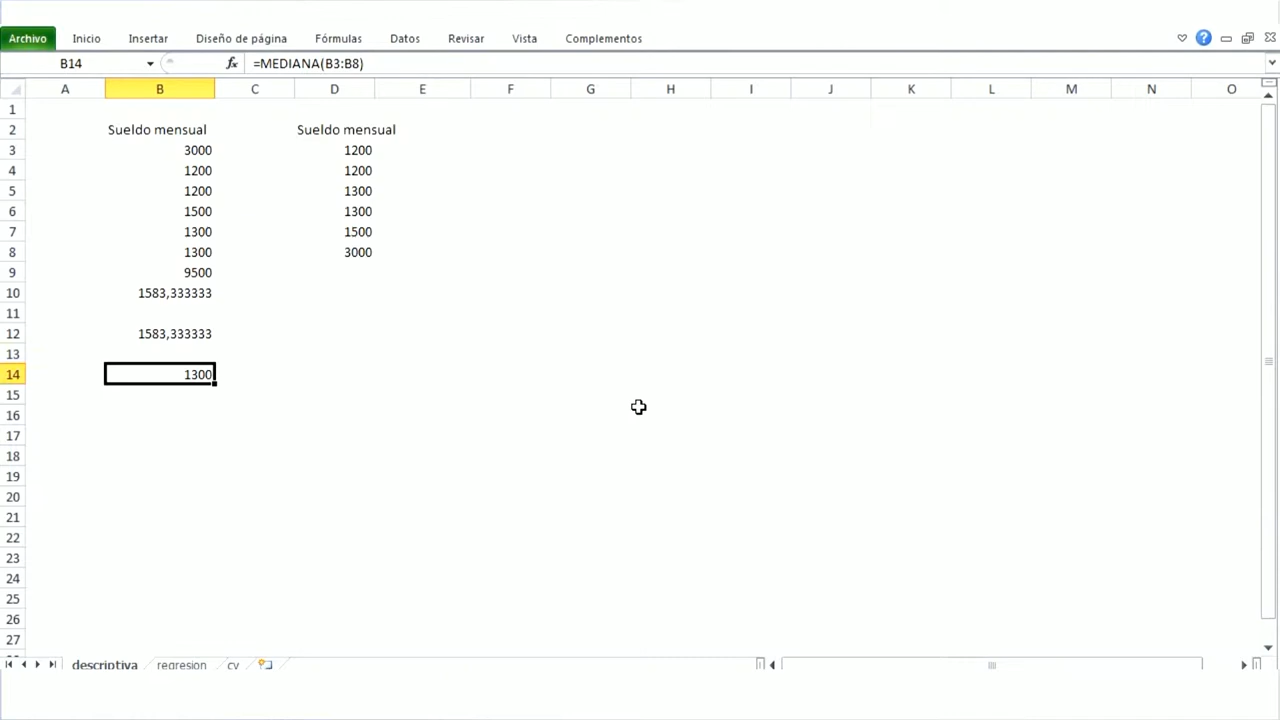 Archivo Inicio Insertar Diseño de página Fórmulas Datos Revisar Vista Complementos
B14 fx =MEDIANA(B3:B8)
A B C D E F G H I J K L M N O
1
2 Sueldo mensual Sueldo mensual
3 3000 1200
4 1200 1200
5 1200 1300
6 1500 1300
7 1300 1500
8 1300 3000
9 9500
10 1583,333333
11
12 1583,333333
13
14 1300
15
16
17
18
19
20
21
22
23
24
25
26
27
descriptiva regresion cv